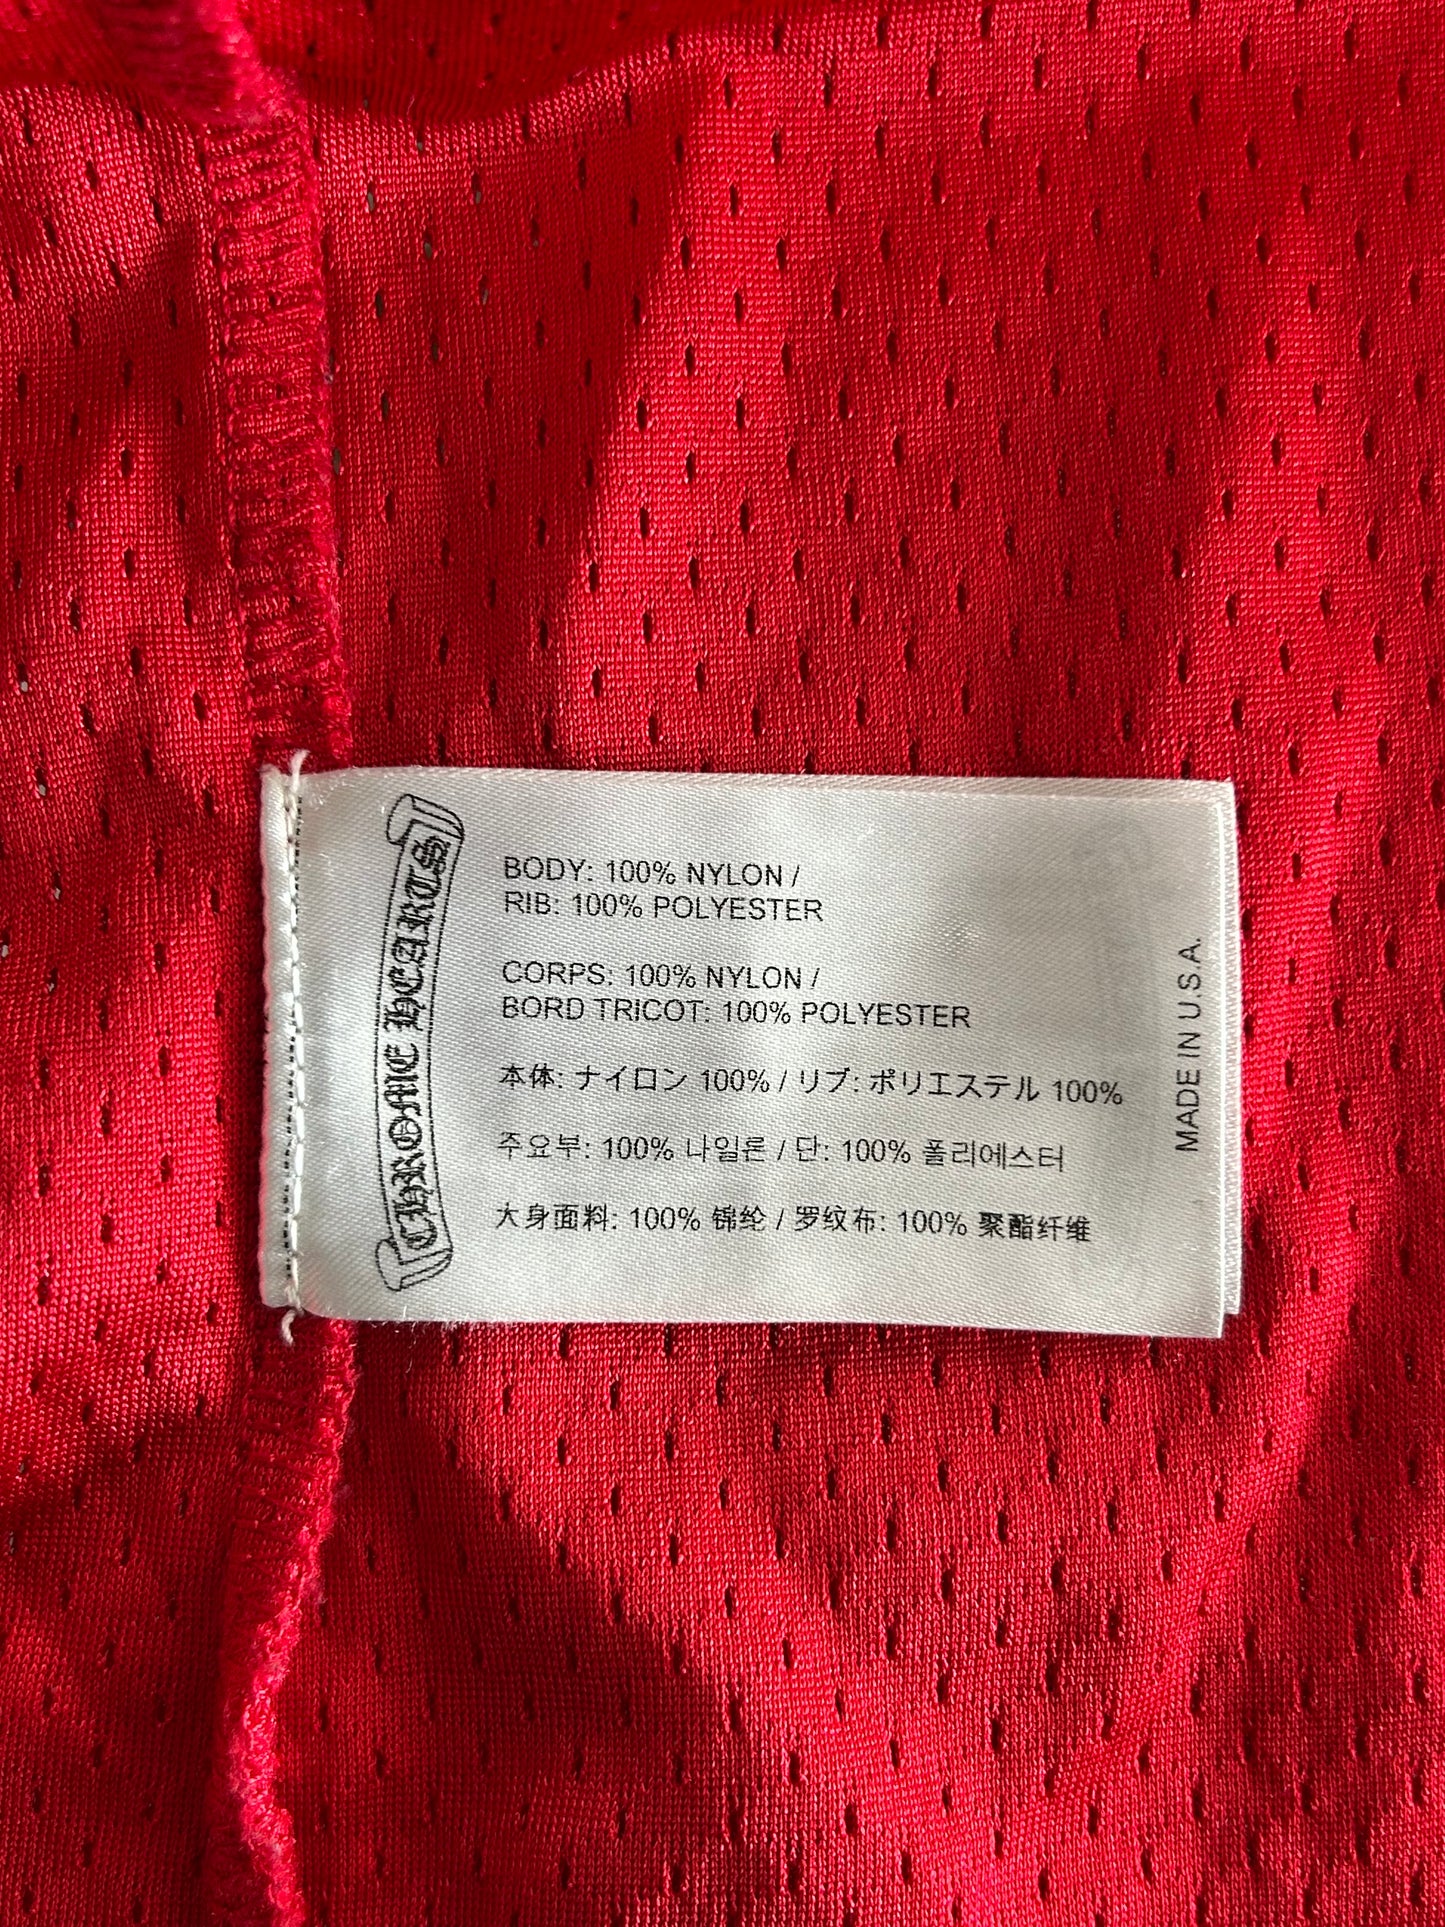 CHROME HEARTS
BODY: 100% NYLON /
RIB: 100% POLYESTER
CORPS: 100% NYLON /
BORD TRICOT: 100% POLYESTER
本体: ナイロン 100% / リブ: ポリエステル 100%
주요부: 100% 나일론 / 단: 100% 폴리에스터
大身面料: 100% 锦纶 / 罗纹布: 100% 聚酯纤维
MADE IN U.S.A.